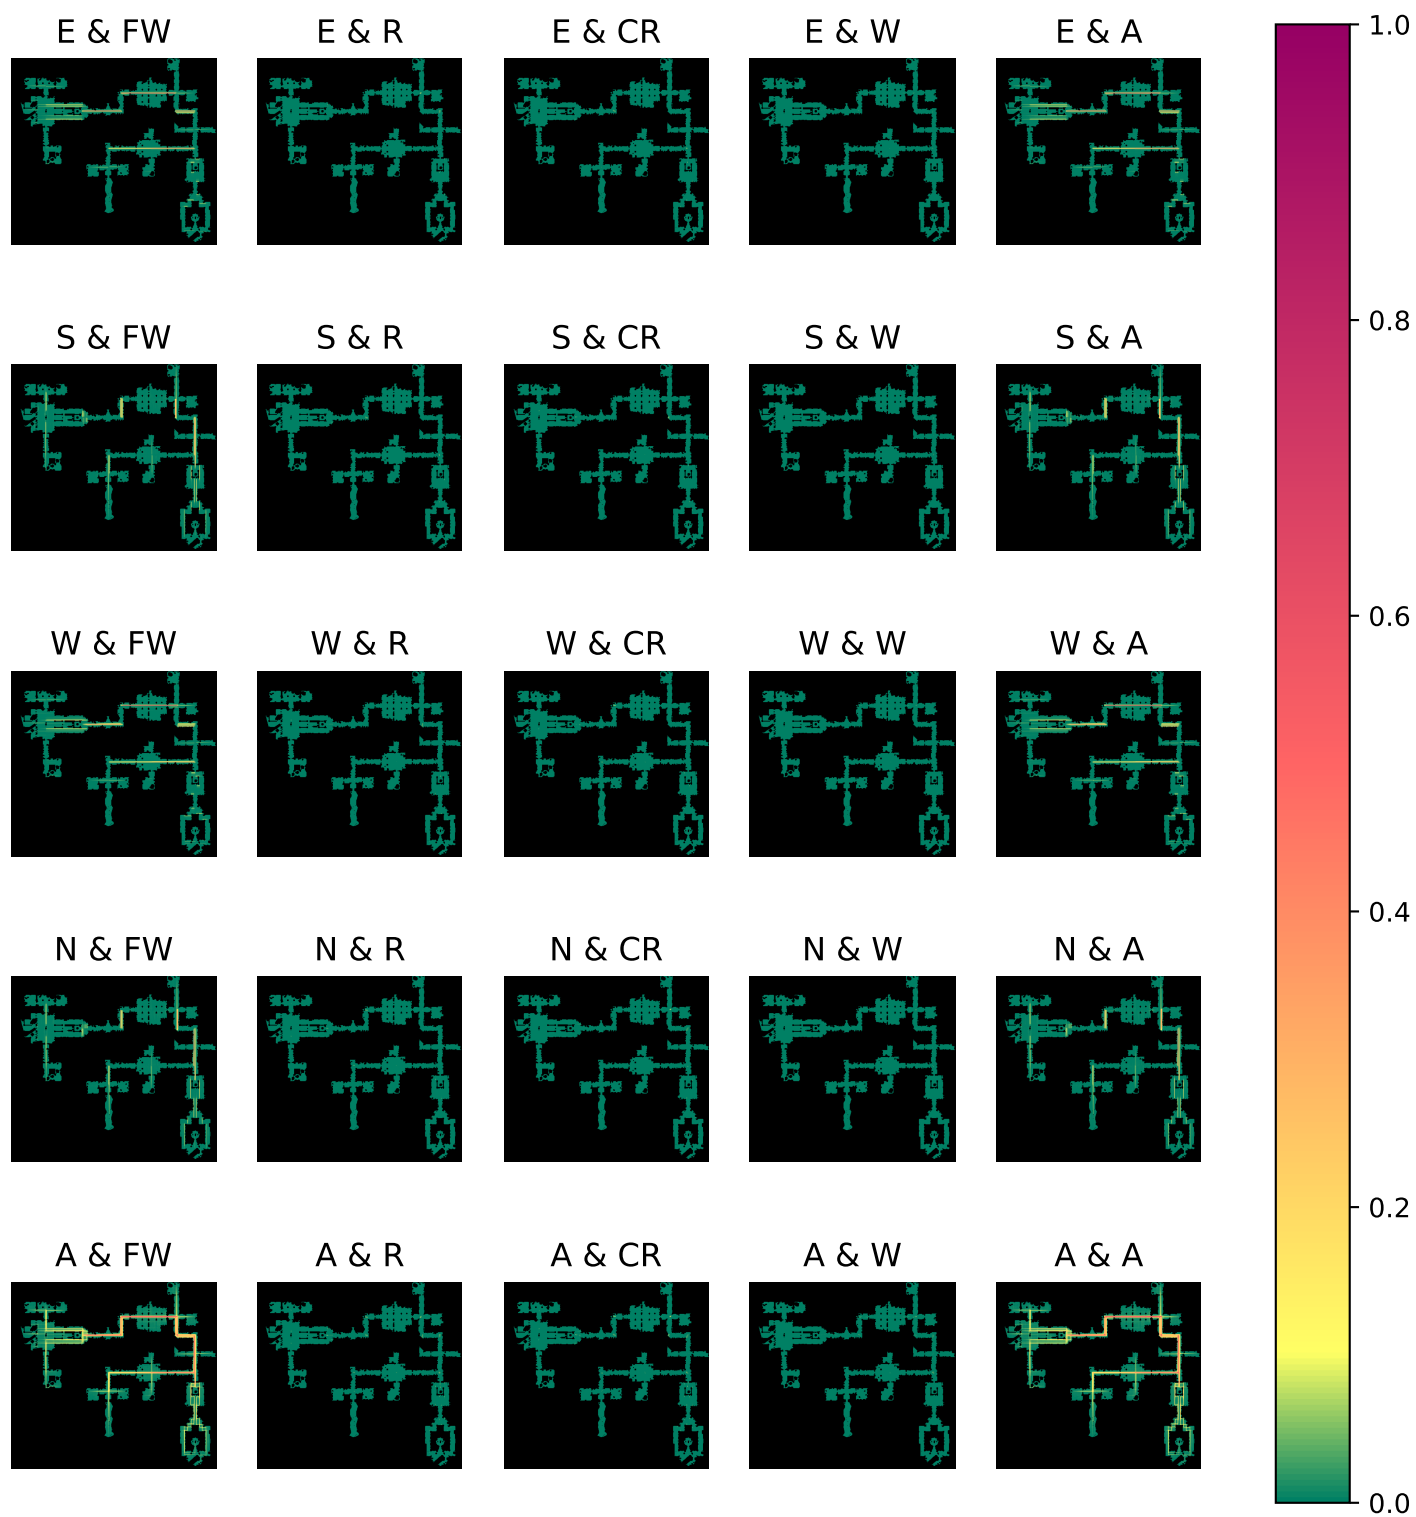 E & FW
E & R
E & CR
E & W
E & A
1.0
S & FW
S & R
S & CR
S & W
S & A
0.8
W & FW
W & R
W & CR
W & W
W & A
0.6
N & FW
N & R
N & CR
N & W
N & A
0.4
0.2
A & FW
A & R
A & CR
A & W
A & A
0.0